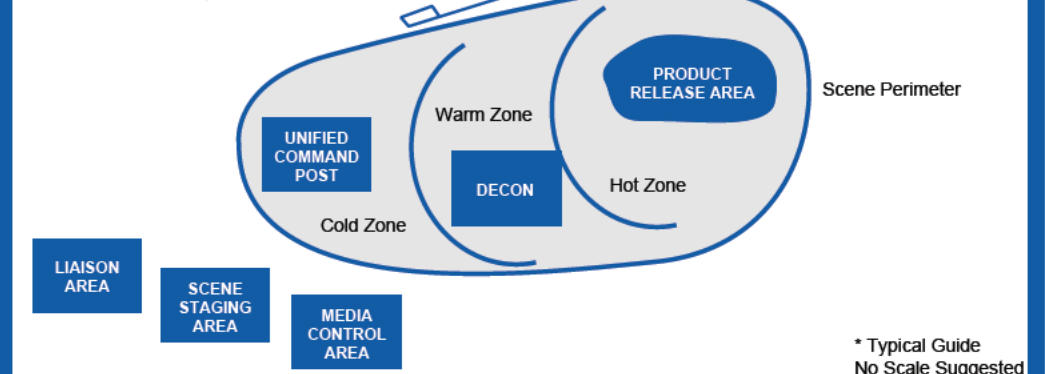 PRODUCT
RELEASE AREA
Scene Perimeter
Warm Zone
UNIFIED
COMMAND
POST
DECON
Hot Zone
Cold Zone
LIAISON
AREA
SCENE
STAGING
AREA
MEDIA
CONTROL
AREA
* Typical Guide
No Scale Suggested